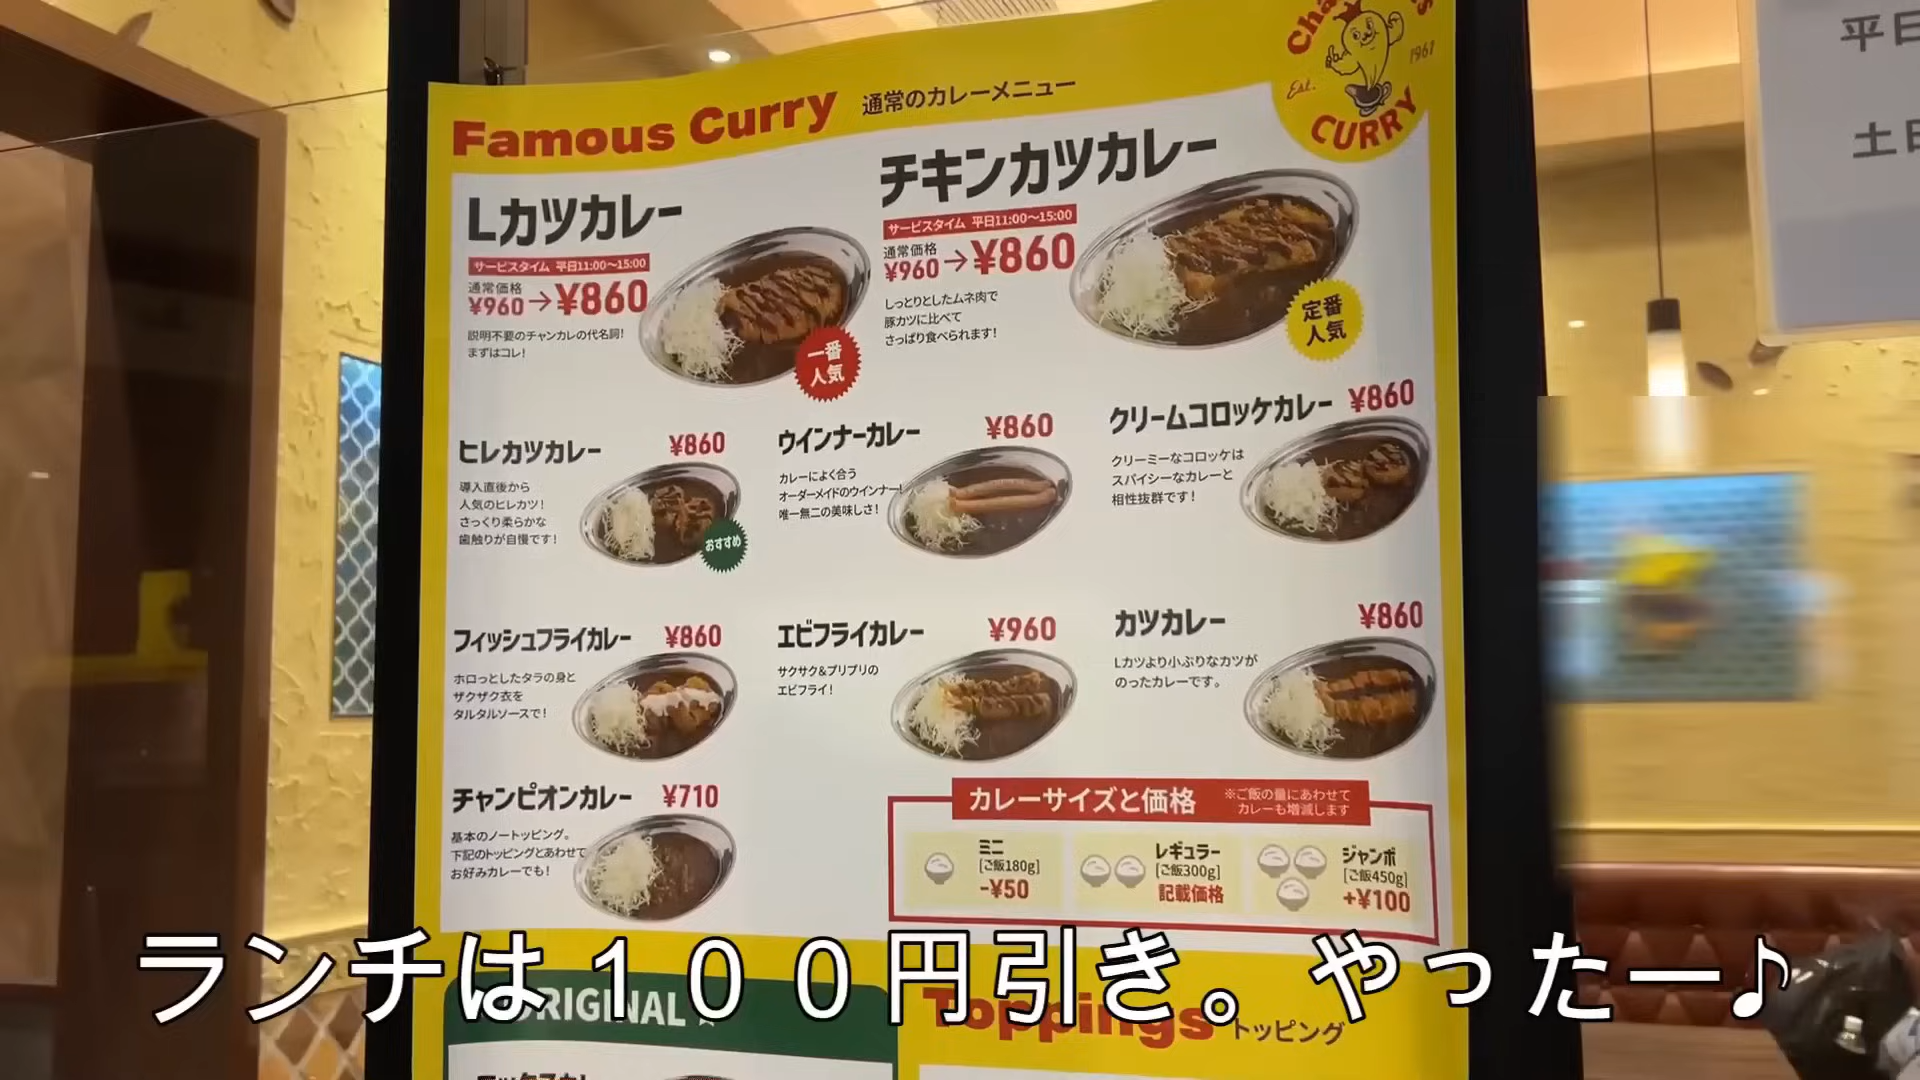 Famous Curry 通常のカレーメニュー
Est. 1961
CURRY
Lカツカレー
サービスタイム 平日11:00～15:00
通常価格
¥960→¥860
説明不要のチャンカレの代名詞!
まずはコレ!
一番
人気
チキンカツカレー
サービスタイム 平日11:00～15:00
通常価格
¥960→¥860
しっとりとしたムネ肉で
豚カツに比べて
さっぱり食べられます!
定番
人気
ヒレカツカレー ¥860
導入直後から
人気のヒレカツ!
さっくり柔らかな
歯触りが自慢です!
おすすめ
ウインナーカレー ¥860
カレーによく合う
オーダーメイドのウインナー!
唯一無二の美味しさ!
クリームコロッケカレー ¥860
クリーミーなコロッケは
スパイシーなカレーと
相性抜群です!
フィッシュフライカレー ¥860
ホロっとしたタラの身と
ザクザク衣を
タルタルソースで!
エビフライカレー ¥960
サクサク&プリプリの
エビフライ!
カツカレー ¥860
Lカツより小ぶりなカツが
のったカレーです。
チャンピオンカレー ¥710
基本のノートッピング。
下記のトッピングとあわせて
お好みカレーでも!
カレーサイズと価格
※ご飯の量にあわせて
カレーも増減します
ミニ
[ご飯180g]
-¥50
レギュラー
[ご飯300g]
記載価格
ジャンボ
[ご飯450g]
+¥100
平日
土日
ランチは１００円引き。やったー♪
ORIGINAL
Toppings トッピング